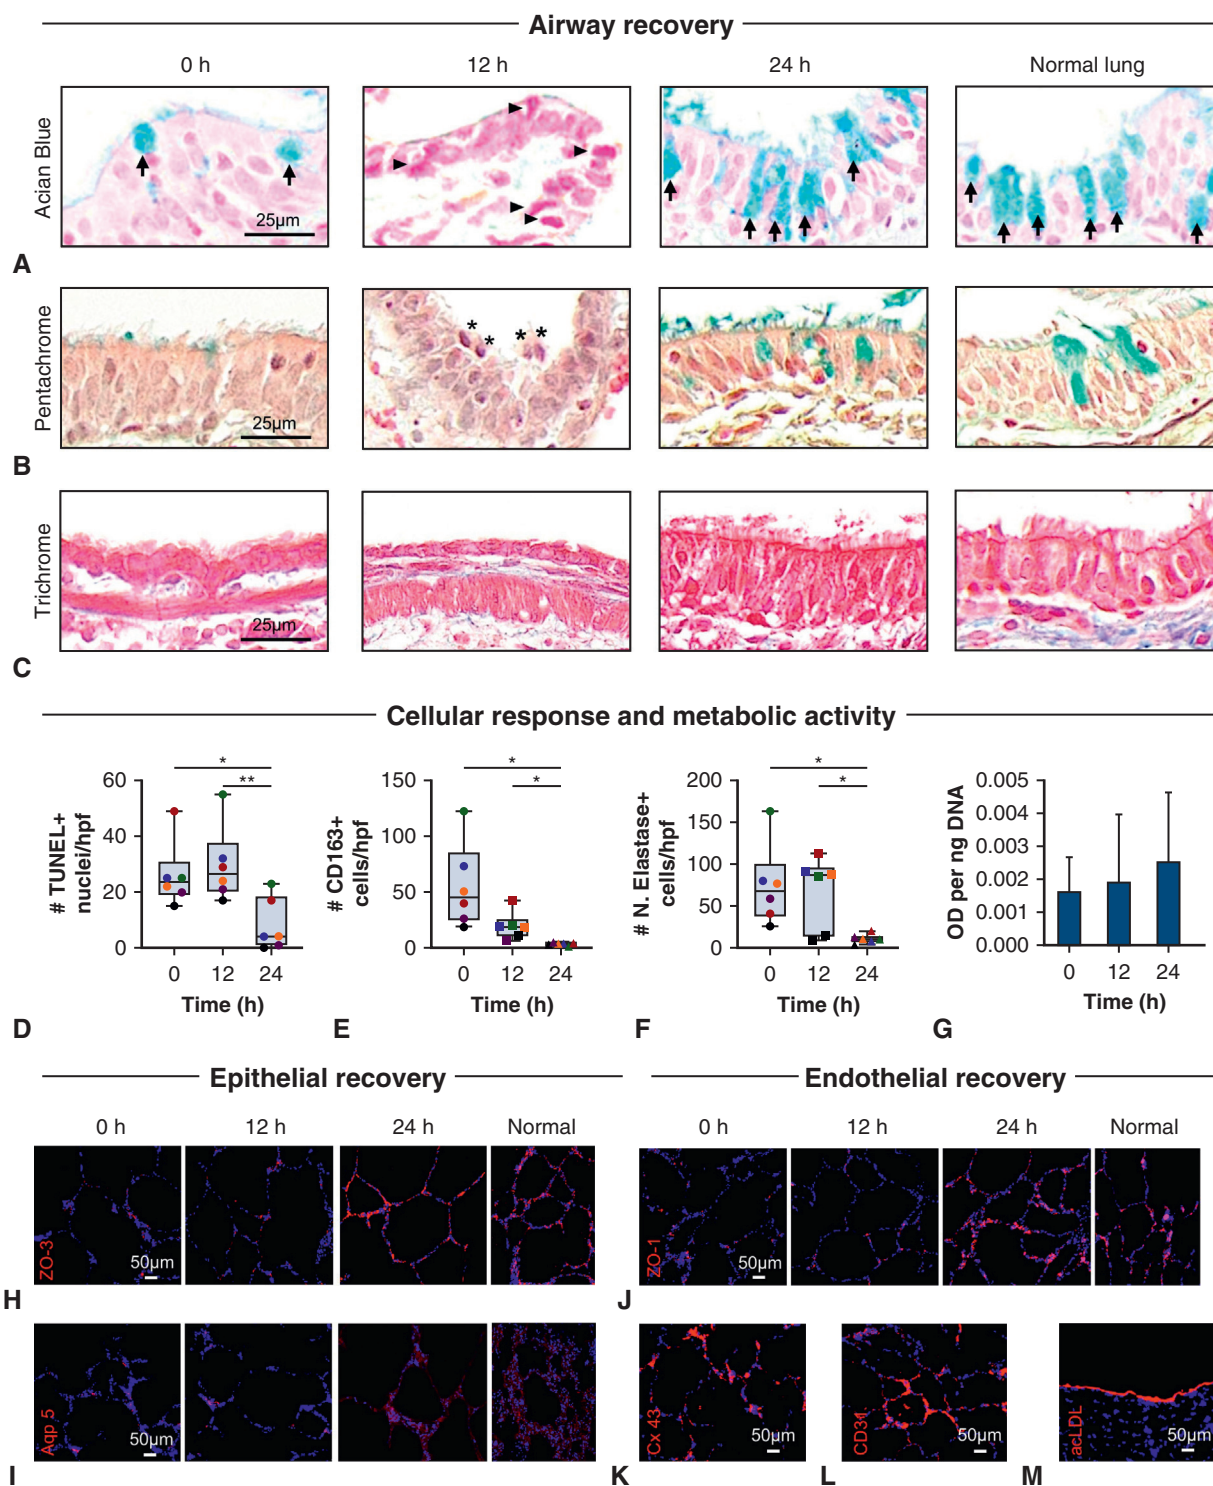 Airway recovery
0 h 12 h 24 h Normal lung
Acian Blue
25µm
A
Pentachrome
25µm
* * * *
B
Trichrome
25µm
C
Cellular response and metabolic activity
# TUNEL+ nuclei/hpf
60
40
20
0
* **
0 12 24
Time (h)
D
# CD163+ cells/hpf
150
100
50
0
* *
0 12 24
Time (h)
E
# N. Elastase+ cells/hpf
200
150
100
50
0
* *
0 12 24
Time (h)
F
OD per ng DNA
0.005
0.004
0.003
0.002
0.001
0.000
0 12 24
Time (h)
G
Epithelial recovery
0 h 12 h 24 h Normal
ZO-3
50µm
H
Aqp 5
50µm
I
Endothelial recovery
0 h 12 h 24 h Normal
ZO-1
50µm
J
Cx 43
50µm
K
CD31
50µm
L
acLDL
50µm
M